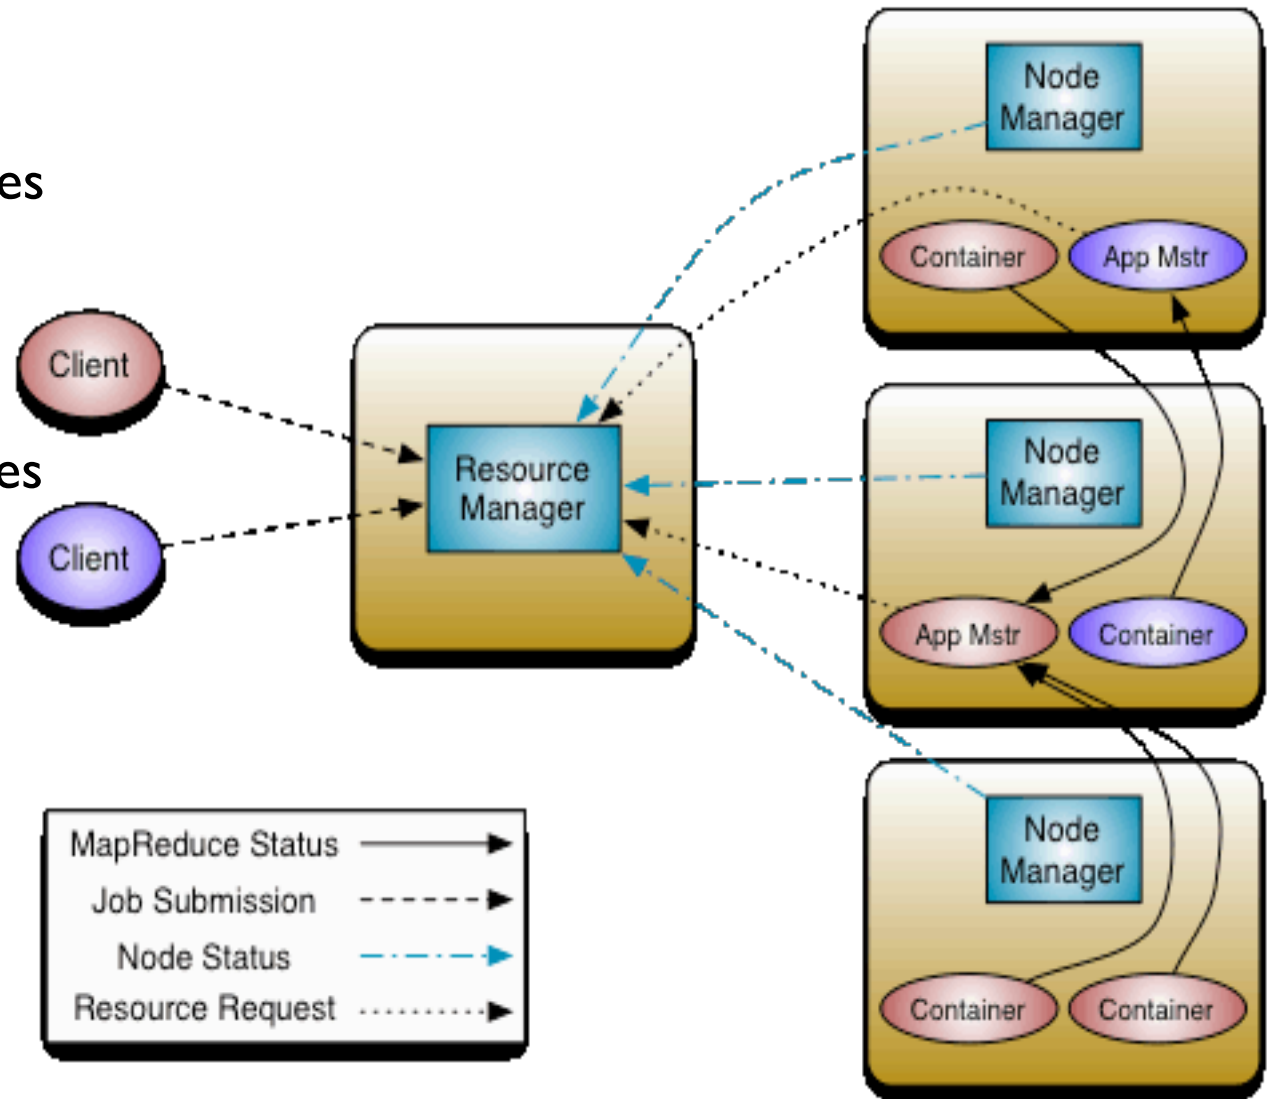 es
es
Client
Client
Resource
Manager
Node
Manager
Container
App Mstr
Node
Manager
App Mstr
Container
Node
Manager
Container
Container
MapReduce Status
Job Submission
Node Status
Resource Request